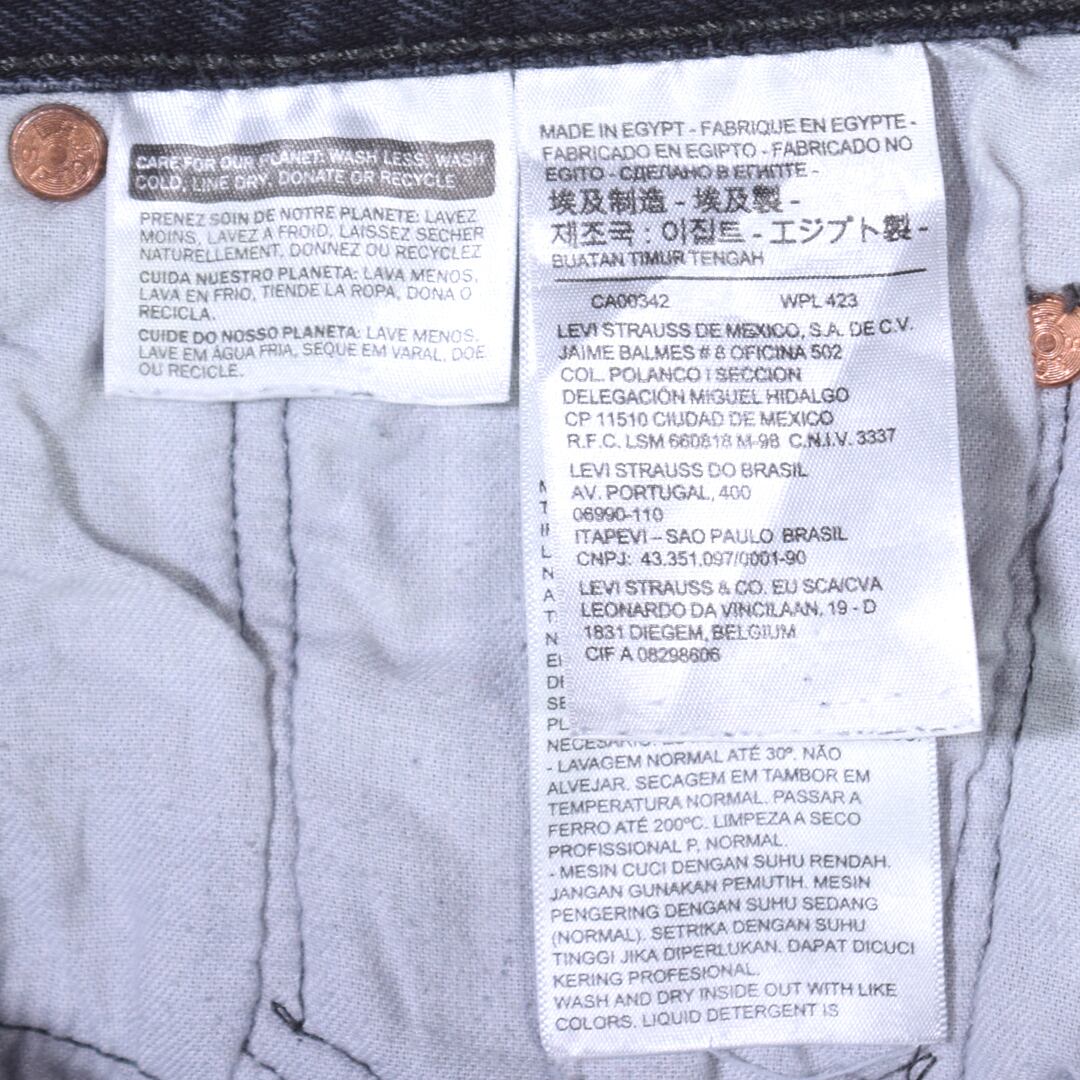 CARE FOR OUR PLANET: WASH LESS, WASH
COLD, LINE DRY, DONATE OR RECYCLE
PRENEZ SOIN DE NOTRE PLANETE: LAVEZ
MOINS, LAVEZ A FROID, LAISSEZ SECHER
NATURELLEMENT, DONNEZ OU RECYCLEZ
CUIDA NUESTRO PLANETA: LAVA MENOS,
LAVA EN FRIO, TIENDE LA ROPA, DONA O
RECICLA.
CUIDE DO NOSSO PLANETA: LAVE MENOS,
LAVE EM ÁGUA FRIA, SEQUE EM VARAL, DOE
OU RECICLE.
MADE IN EGYPT - FABRIQUE EN EGYPTE -
FABRICADO EN EGIPTO - FABRICADO NO
EGITO - СДЕЛАНО В ЕГИПТЕ -
埃及制造 - 埃及製 -
제조국 : 이집트 - エジプト製 -
BUATAN TIMUR TENGAH
CA00342 WPL 423
LEVI STRAUSS DE MEXICO, S.A. DE C.V.
JAIME BALMES # 8 OFICINA 502
COL. POLANCO I SECCION
DELEGACIÓN MIGUEL HIDALGO
CP 11510 CIUDAD DE MEXICO
R.F.C. LSM 660818 M-98 C.N.I.V. 3337
LEVI STRAUSS DO BRASIL
AV. PORTUGAL, 400
06990-110
ITAPEVI – SAO PAULO BRASIL
CNPJ: 43.351.097/0001-90
LEVI STRAUSS & CO. EU SCA/CVA
LEONARDO DA VINCILAAN, 19 - D
1831 DIEGEM, BELGIUM
CIF A 08298606
- LAVAGEM NORMAL ATÉ 30º. NÃO
ALVEJAR. SECAGEM EM TAMBOR EM
TEMPERATURA NORMAL. PASSAR A
FERRO ATÉ 200ºC. LIMPEZA A SECO
PROFISSIONAL P, NORMAL.
- MESIN CUCI DENGAN SUHU RENDAH.
JANGAN GUNAKAN PEMUTIH. MESIN
PENGERING DENGAN SUHU SEDANG
(NORMAL). SETRIKA DENGAN SUHU
TINGGI JIKA DIPERLUKAN. DAPAT DICUCI
KERING PROFESIONAL.
WASH AND DRY INSIDE OUT WITH LIKE
COLORS. LIQUID DETERGENT IS